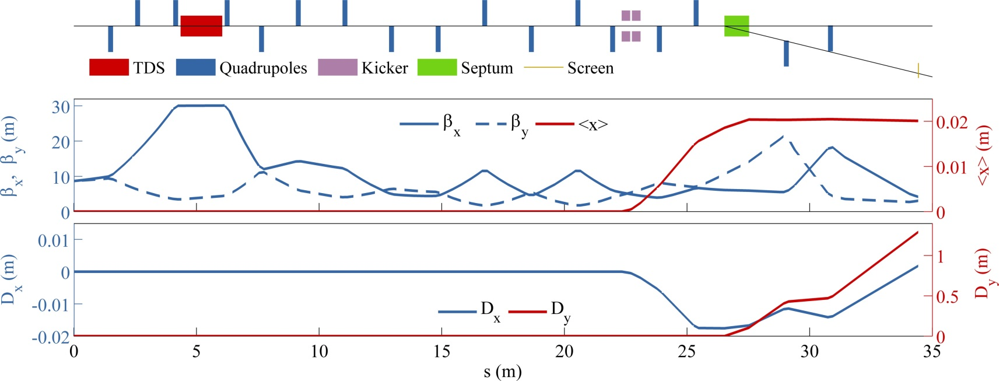 TDS Quadrupoles Kicker Septum Screen
30
20
10
0
βx, βy (m)
βx βy <x>
0.02
0.01
0
<x> (m)
0.01
0
-0.01
-0.02
Dx (m)
Dx Dy
1
0.5
0
Dy (m)
0 5 10 15 20 25 30 35
s (m)